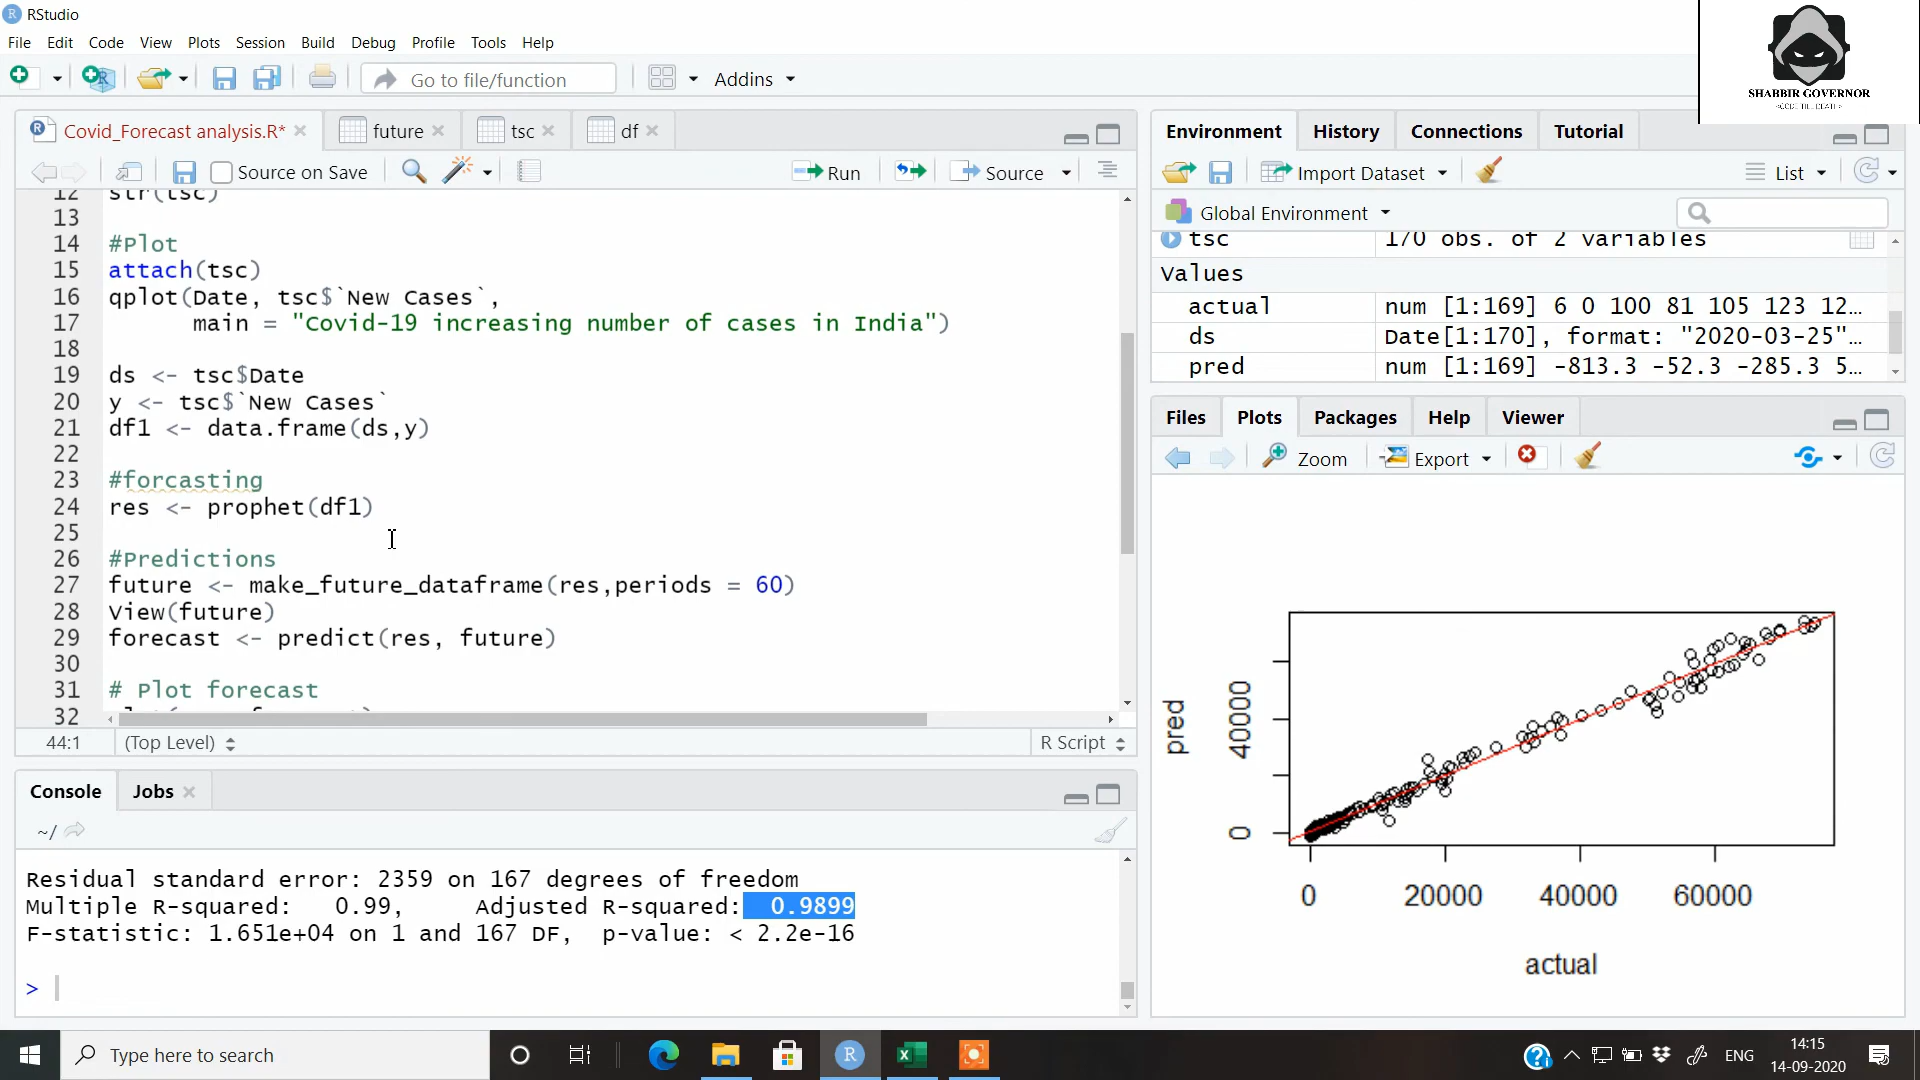 RStudio
File Edit Code View Plots Session Build Debug Profile Tools Help
Go to file/function Addins
SHABBIR GOVERNOR
Covid_Forecast analysis.R* future tsc df
Source on Save Run Source
12 str(tsc)
13
14 #Plot
15 attach(tsc)
16 qplot(Date, tsc$`New Cases`,
17 main = "Covid-19 increasing number of cases in India")
18
19 ds <- tsc$Date
20 y <- tsc$`New Cases`
21 df1 <- data.frame(ds,y)
22
23 #forcasting
24 res <- prophet(df1)
25
26 #Predictions
27 future <- make_future_dataframe(res,periods = 60)
28 View(future)
29 forecast <- predict(res, future)
30
31 # Plot forecast
32
44:1 (Top Level) R Script
Console Jobs
~/
Residual standard error: 2359 on 167 degrees of freedom
Multiple R-squared: 0.99, Adjusted R-squared: 0.9899
F-statistic: 1.651e+04 on 1 and 167 DF, p-value: < 2.2e-16
>
Environment History Connections Tutorial
Import Dataset List
Global Environment
tsc 170 obs. of 2 variables
Values
actual num [1:169] 6 0 100 81 105 123 12...
ds Date[1:170], format: "2020-03-25"...
pred num [1:169] -813.3 -52.3 -285.3 5...
Files Plots Packages Help Viewer
Zoom Export
pred
40000
0
0 20000 40000 60000
actual
Type here to search
ENG
14:15
14-09-2020